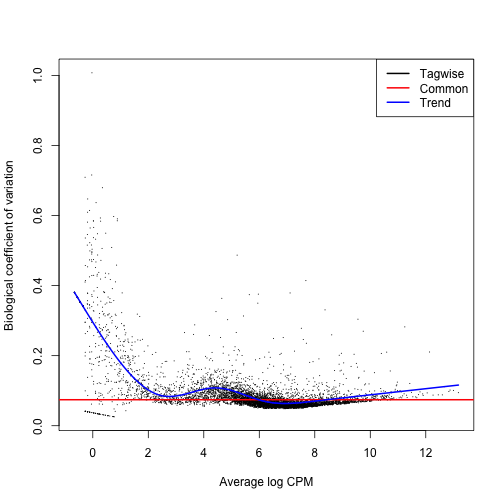 Tagwise
Common
Trend
Biological coefficient of variation
1.0
0.8
0.6
0.4
0.2
0.0
0 2 4 6 8 10 12
Average log CPM